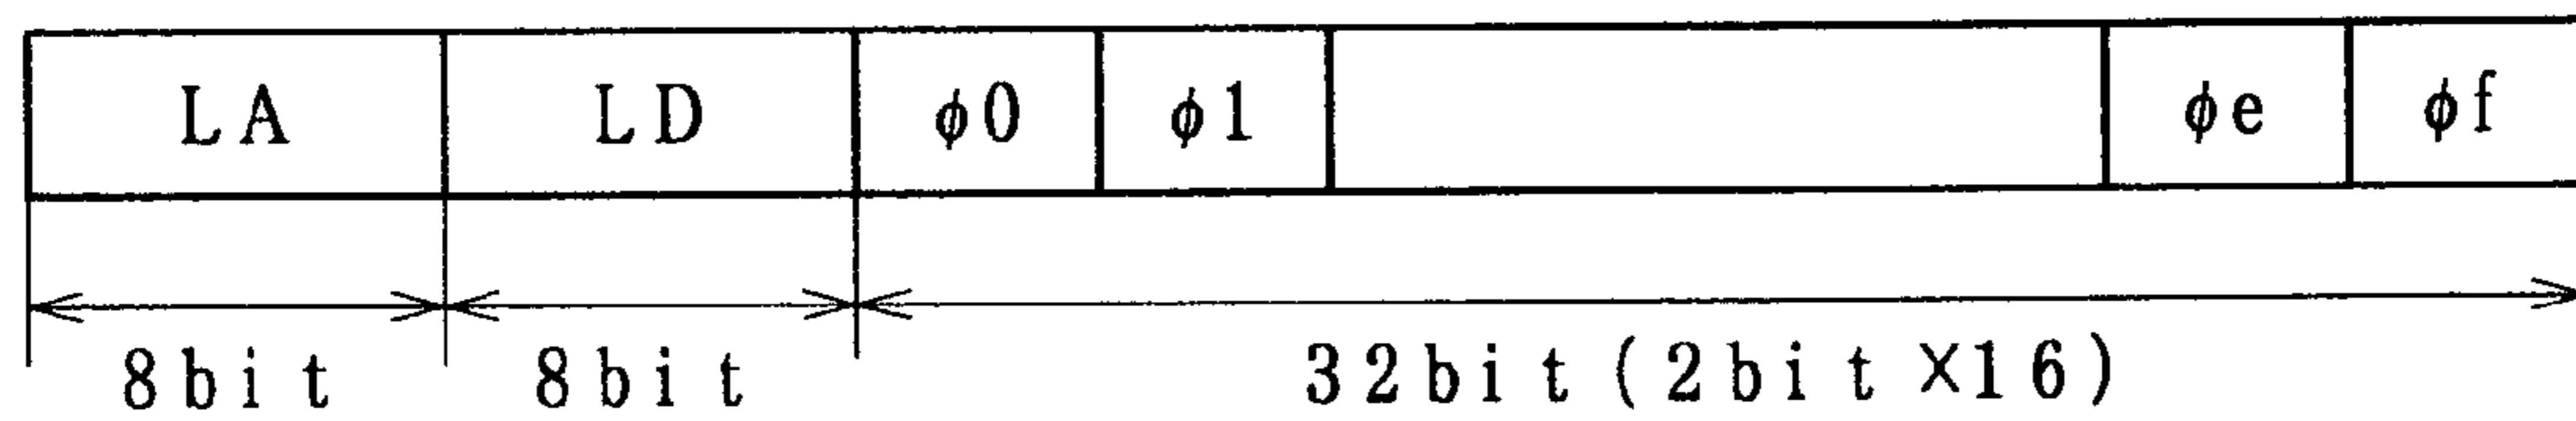 LA LD φ0 φ1 φe φf
8bit 8bit 32bit(2bit×16)